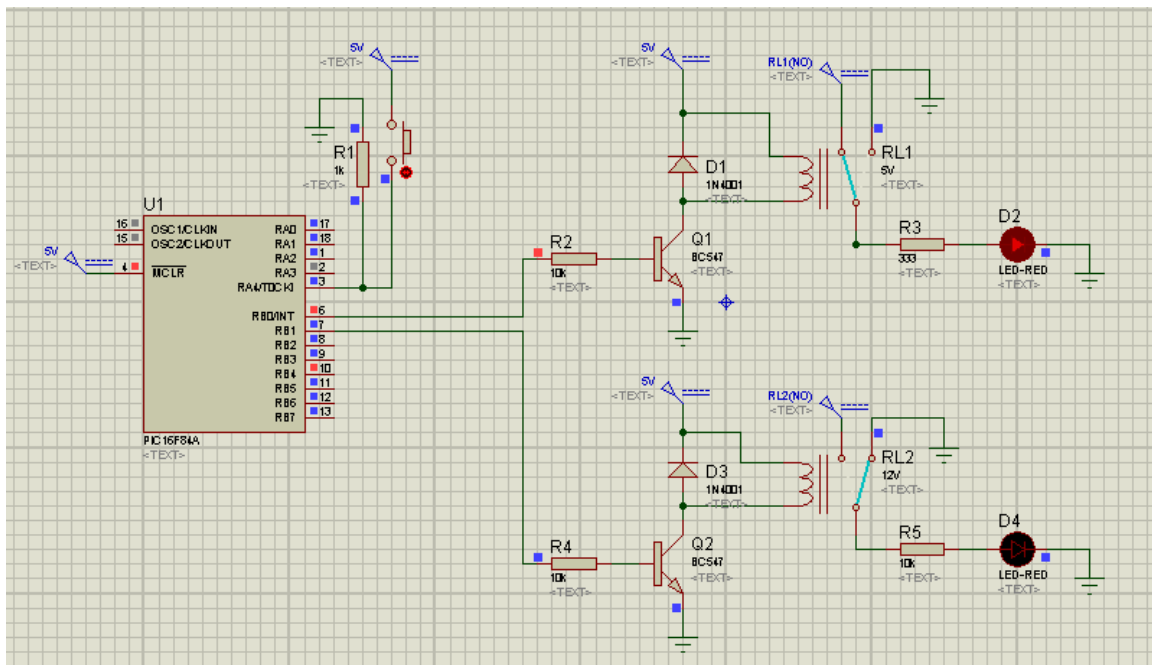 5V
<TEXT>
5V
<TEXT>
RL1(NO)
<TEXT>
R1
1k
<TEXT>
D1
1N4001
<TEXT>
RL1
5V
<TEXT>
U1
16
OSC1/CLKIN
15
OSC2/CLKOUT
4
MCLR
5V
<TEXT>
RA0
17
RA1
18
RA2
1
RA3
2
RA4/T0CKI
3
RB0/INT
6
RB1
7
RB2
8
RB3
9
RB4
10
RB5
11
RB6
12
RB7
13
PIC16F84A
<TEXT>
R2
10k
<TEXT>
Q1
BC547
<TEXT>
R3
333
<TEXT>
D2
LED-RED
<TEXT>
5V
<TEXT>
RL2(NO)
<TEXT>
D3
1N4001
<TEXT>
RL2
12V
<TEXT>
R4
10k
<TEXT>
Q2
BC547
<TEXT>
R5
10k
<TEXT>
D4
LED-RED
<TEXT>